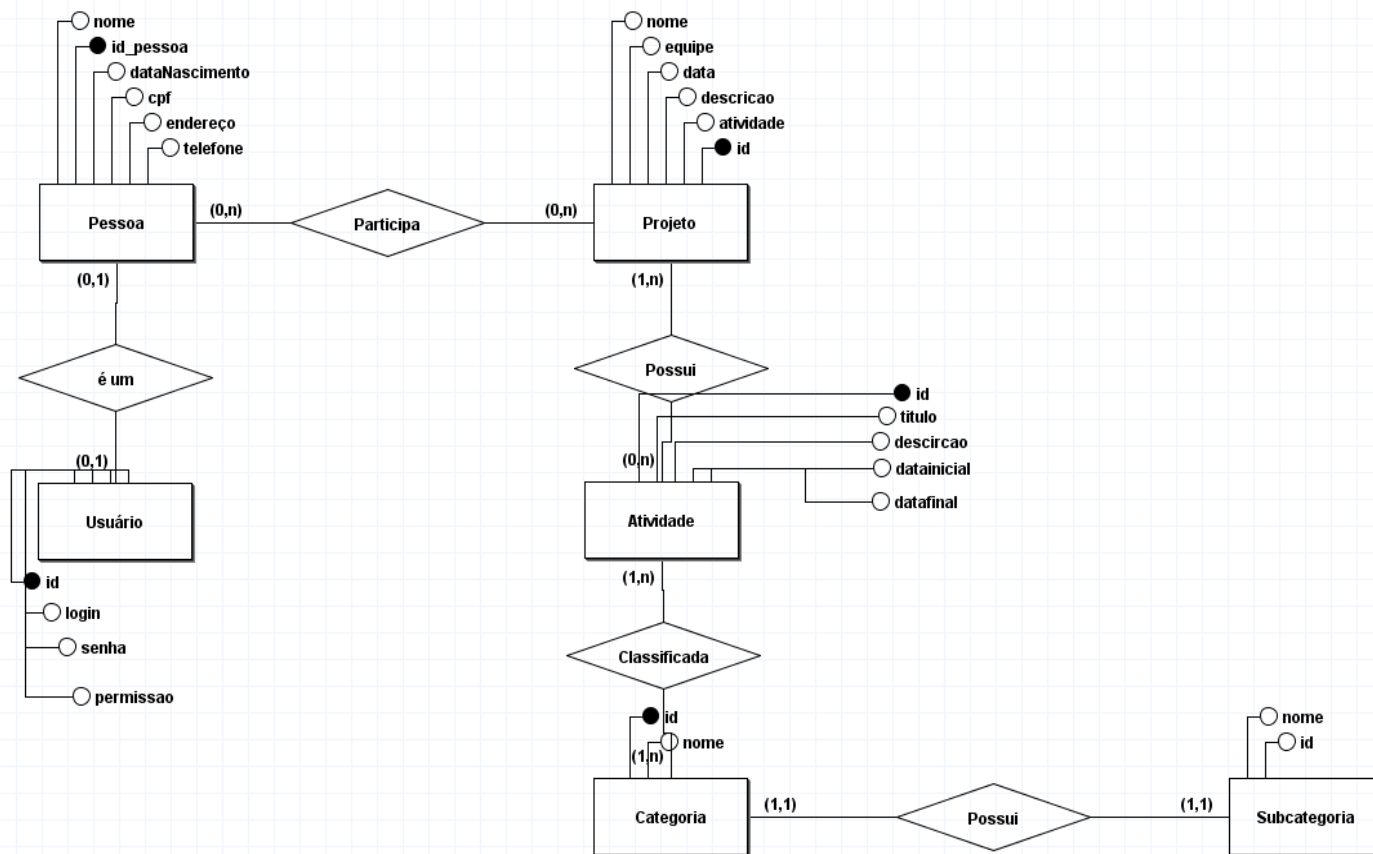 nome
id_pessoa
dataNascimento
cpf
endereço
telefone
nome
equipe
data
descricao
atividade
id
Pessoa
(0,n)
Participa
(0,n)
Projeto
(0,1)
(1,n)
é um
Possui
id
titulo
descircao
datainicial
datafinal
(0,1)
(0,n)
Usuário
Atividade
id
login
senha
permissao
(1,n)
Classificada
id
nome
(1,n)
nome
id
Categoria
(1,1)
Possui
(1,1)
Subcategoria